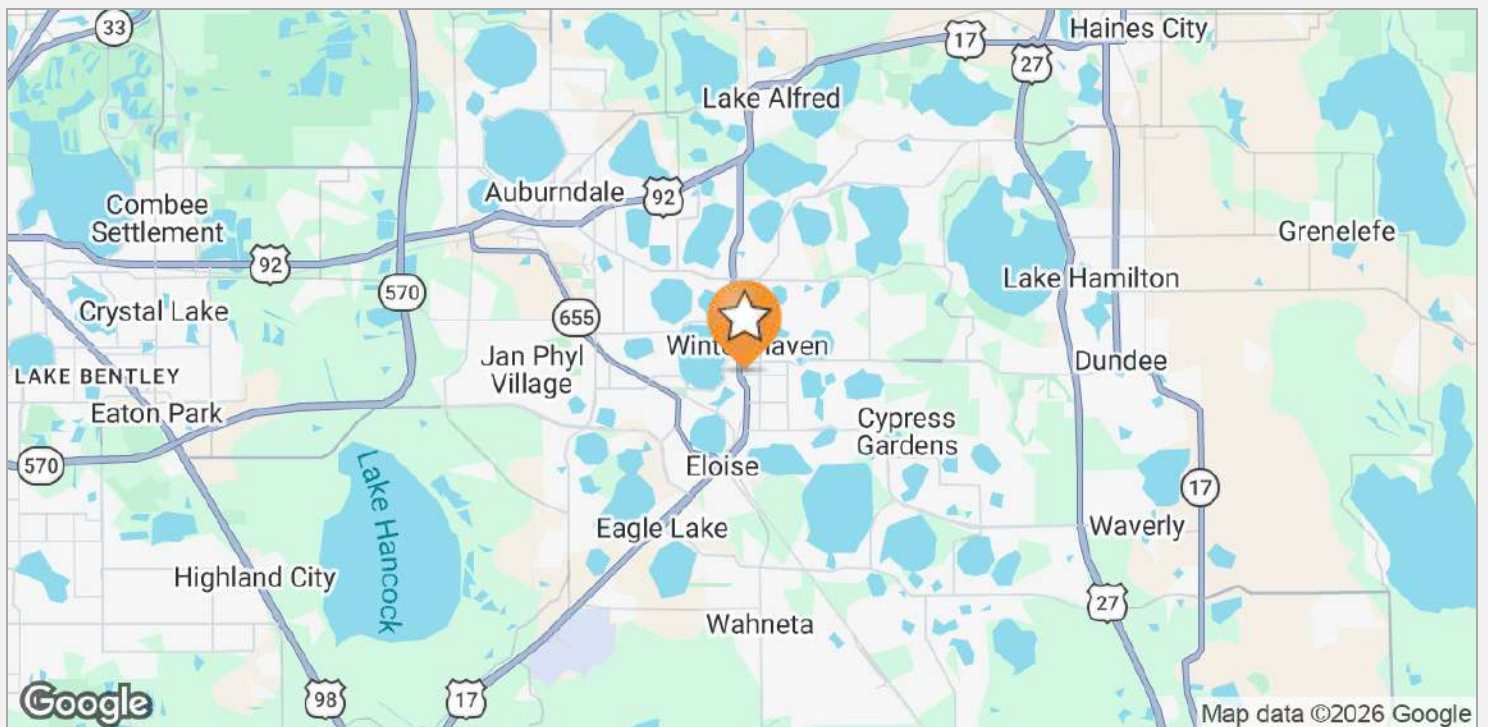 33
17
Haines City
27
Lake Alfred
Auburndale
92
Combee
Settlement
Grenelefe
92
Lake Hamilton
570
Crystal Lake
655
Winter Haven
Jan Phyl
Village
Dundee
LAKE BENTLEY
Eaton Park
Cypress
Gardens
570
Eloise
Lake Hancock
17
Eagle Lake
Waverly
Highland City
27
Wahneta
98
17
Google
Map data ©2026 Google